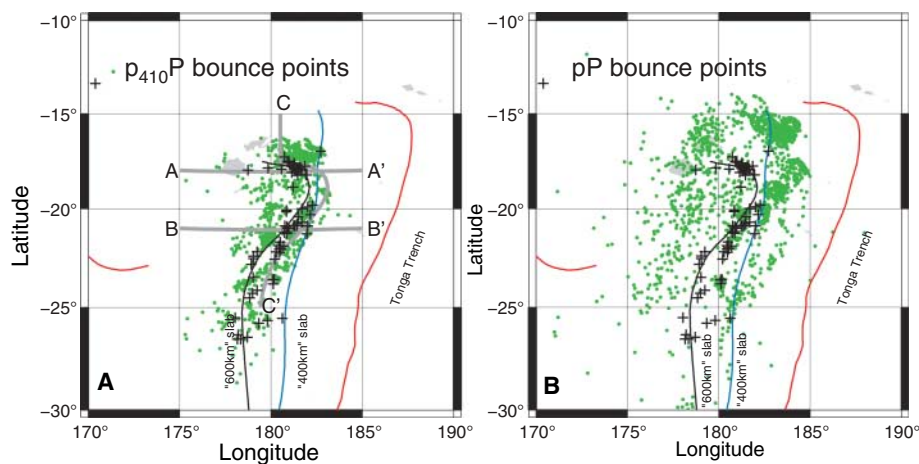 p410P bounce points
C
A
A'
B
B'
C'
"600km" slab
"400km" slab
Tonga Trench
A
−10°
−15°
−20°
−25°
−30°
Latitude
170°
175°
180°
185°
190°
Longitude
pP bounce points
"600km" slab
"400km" slab
Tonga Trench
B
−10°
−15°
−20°
−25°
−30°
Latitude
170°
175°
180°
185°
190°
Longitude